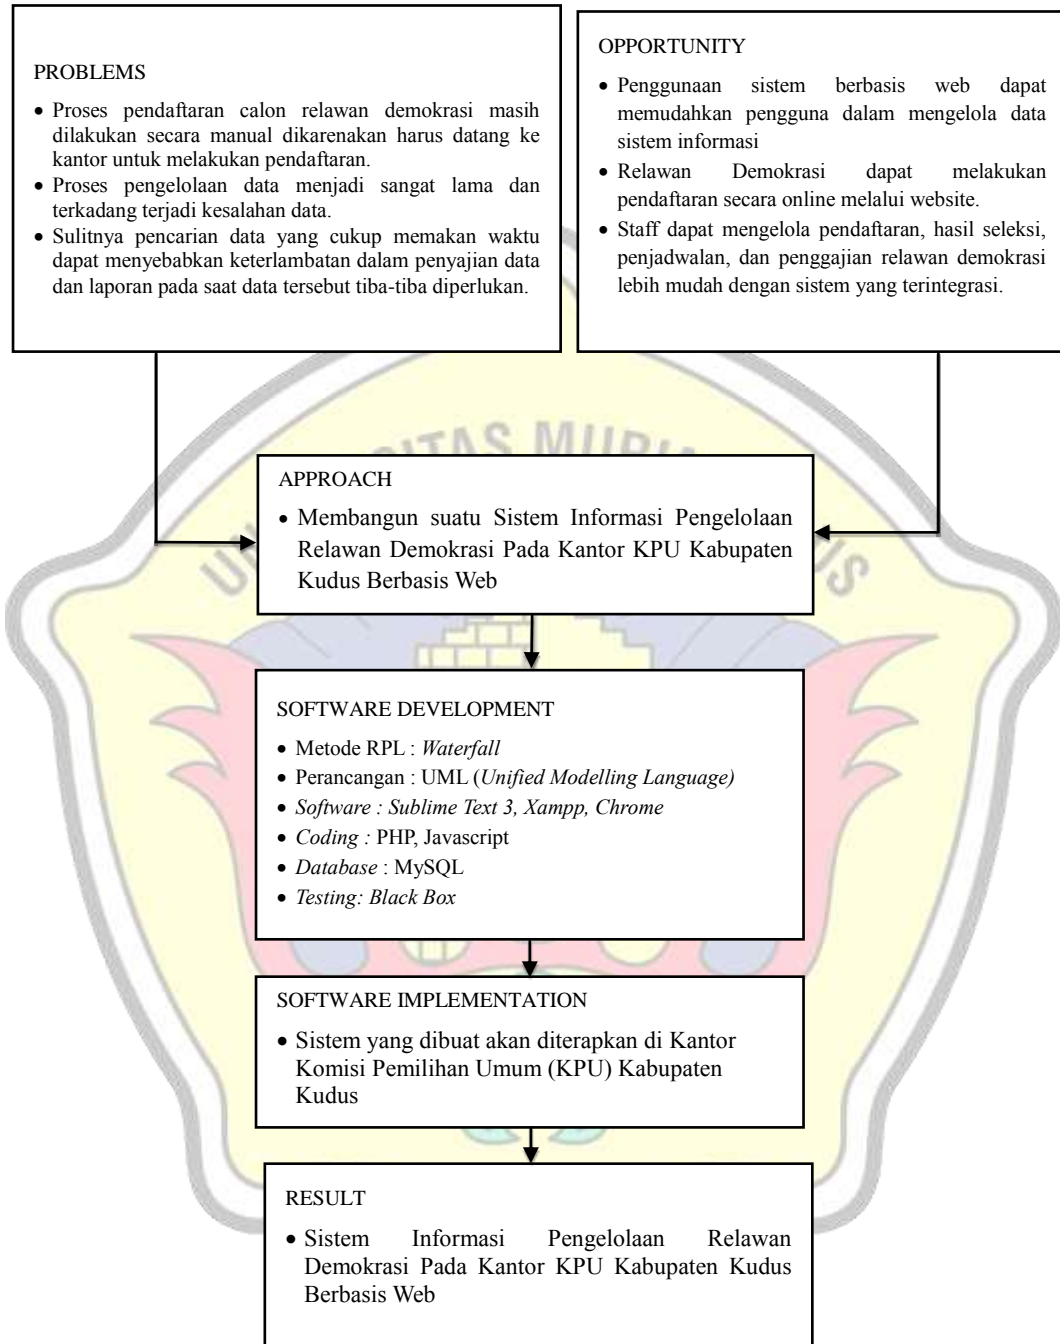 PROBLEMS
• Proses pendaftaran calon relawan demokrasi masih
dilakukan secara manual dikarenakan harus datang ke
kantor untuk melakukan pendaftaran.
• Proses pengelolaan data menjadi sangat lama dan
terkadang terjadi kesalahan data.
• Sulitnya pencarian data yang cukup memakan waktu
dapat menyebabkan keterlambatan dalam penyajian data
dan laporan pada saat data tersebut tiba-tiba diperlukan.
OPPORTUNITY
• Penggunaan sistem berbasis web dapat
memudahkan pengguna dalam mengelola data
sistem informasi
• Relawan Demokrasi dapat melakukan
pendaftaran secara online melalui website.
• Staff dapat mengelola pendaftaran, hasil seleksi,
penjadwalan, dan penggajian relawan demokrasi
lebih mudah dengan sistem yang terintegrasi.
APPROACH
• Membangun suatu Sistem Informasi Pengelolaan
Relawan Demokrasi Pada Kantor KPU Kabupaten
Kudus Berbasis Web
SOFTWARE DEVELOPMENT
• Metode RPL : Waterfall
• Perancangan : UML (Unified Modelling Language)
• Software : Sublime Text 3, Xampp, Chrome
• Coding : PHP, Javascript
• Database : MySQL
• Testing: Black Box
SOFTWARE IMPLEMENTATION
• Sistem yang dibuat akan diterapkan di Kantor
Komisi Pemilihan Umum (KPU) Kabupaten
Kudus
RESULT
• Sistem Informasi Pengelolaan Relawan
Demokrasi Pada Kantor KPU Kabupaten Kudus
Berbasis Web